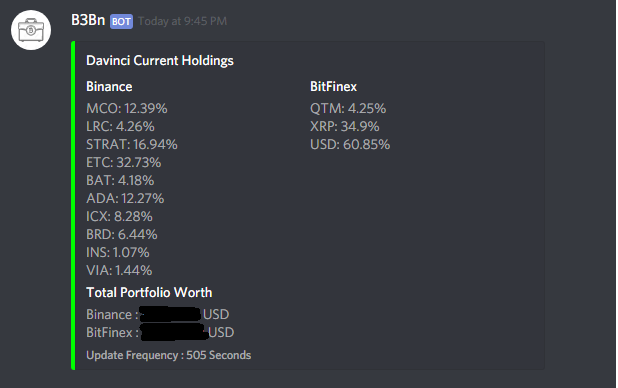 B3Bn BOT Today at 9:45 PM
Davinci Current Holdings
Binance
MCO: 12.39%
LRC: 4.26%
STRAT: 16.94%
ETC: 32.73%
BAT: 4.18%
ADA: 12.27%
ICX: 8.28%
BRD: 6.44%
INS: 1.07%
VIA: 1.44%
BitFinex
QTM: 4.25%
XRP: 34.9%
USD: 60.85%
Total Portfolio Worth
Binance : USD
BitFinex : USD
Update Frequency : 505 Seconds